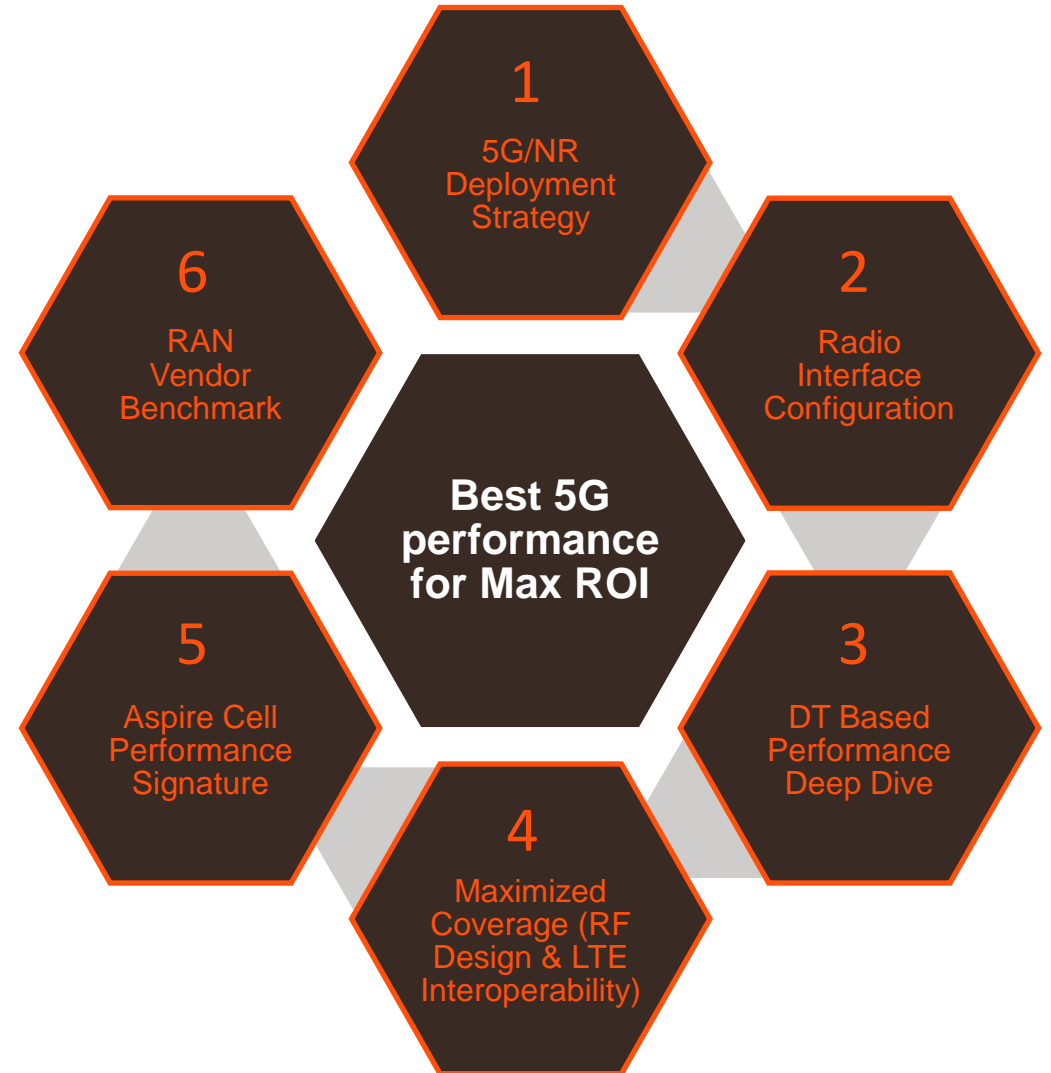 1
5G/NR
Deployment
Strategy
2
Radio
Interface
Configuration
3
DT Based
Performance
Deep Dive
4
Maximized
Coverage (RF
Design & LTE
Interoperability)
5
Aspire Cell
Performance
Signature
6
RAN
Vendor
Benchmark
Best 5G
performance
for Max ROI